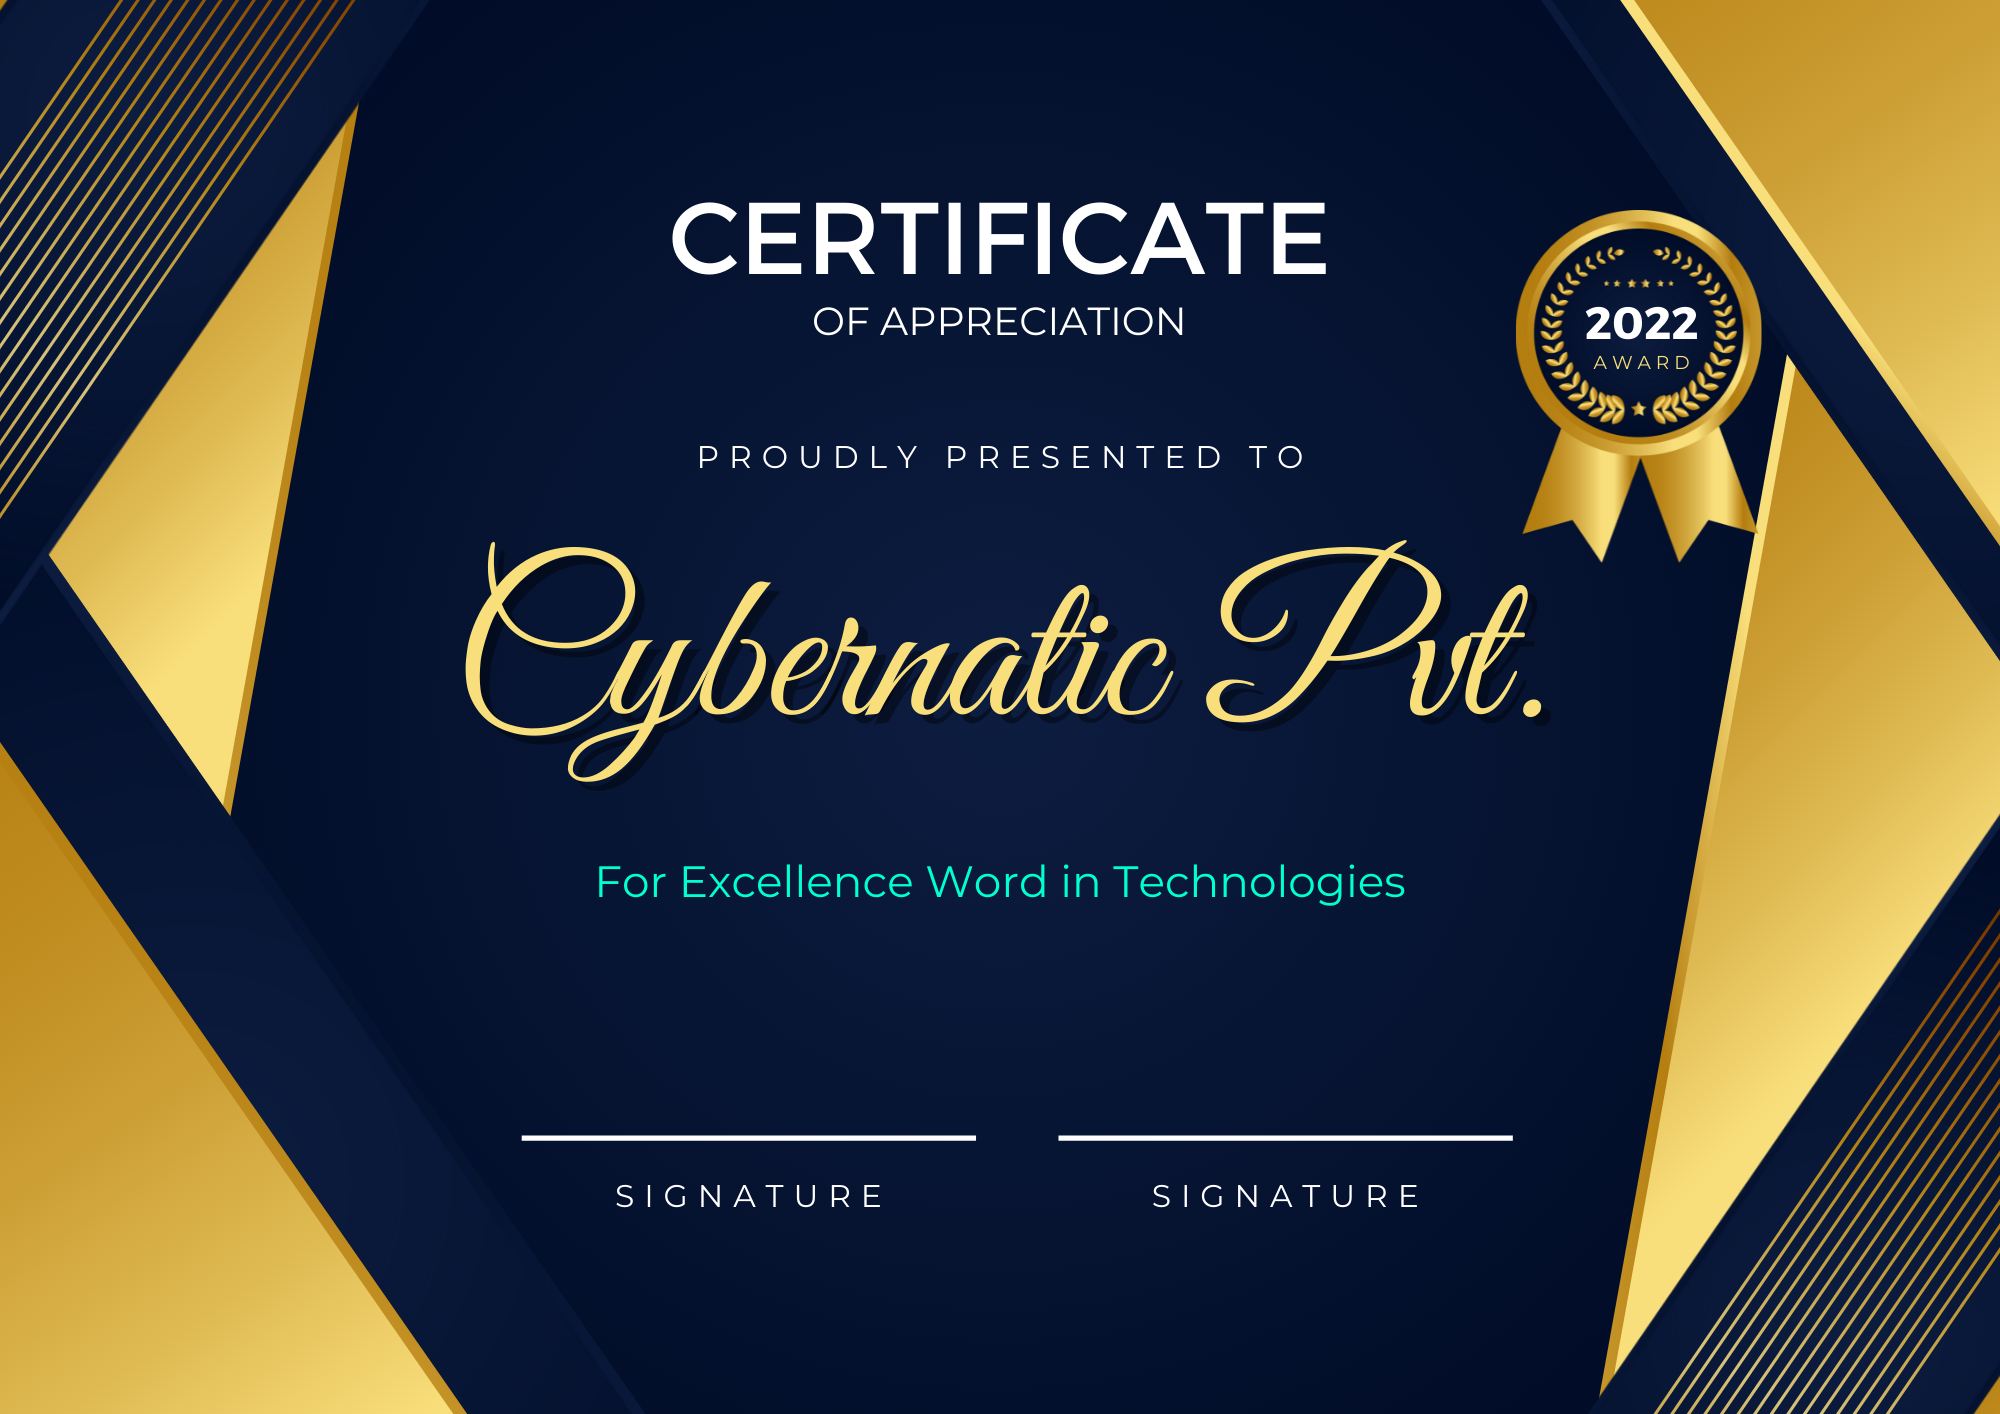 CERTIFICATE
OF APPRECIATION
2022
AWARD
PROUDLY PRESENTED TO
Cybernatic Pvt.
For Excellence Word in Technologies
SIGNATURE
SIGNATURE